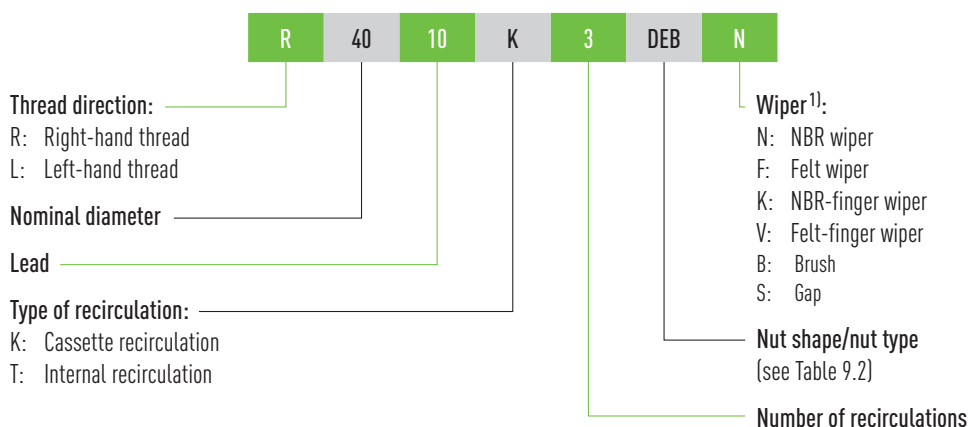 R 40 10 K 3 DEB N
Thread direction:
R: Right-hand thread
L: Left-hand thread
Nominal diameter
Lead
Type of recirculation:
K: Cassette recirculation
T: Internal recirculation
Wiper1):
N: NBR wiper
F: Felt wiper
K: NBR-finger wiper
V: Felt-finger wiper
B: Brush
S: Gap
Nut shape/nut type
(see Table 9.2)
Number of recirculations